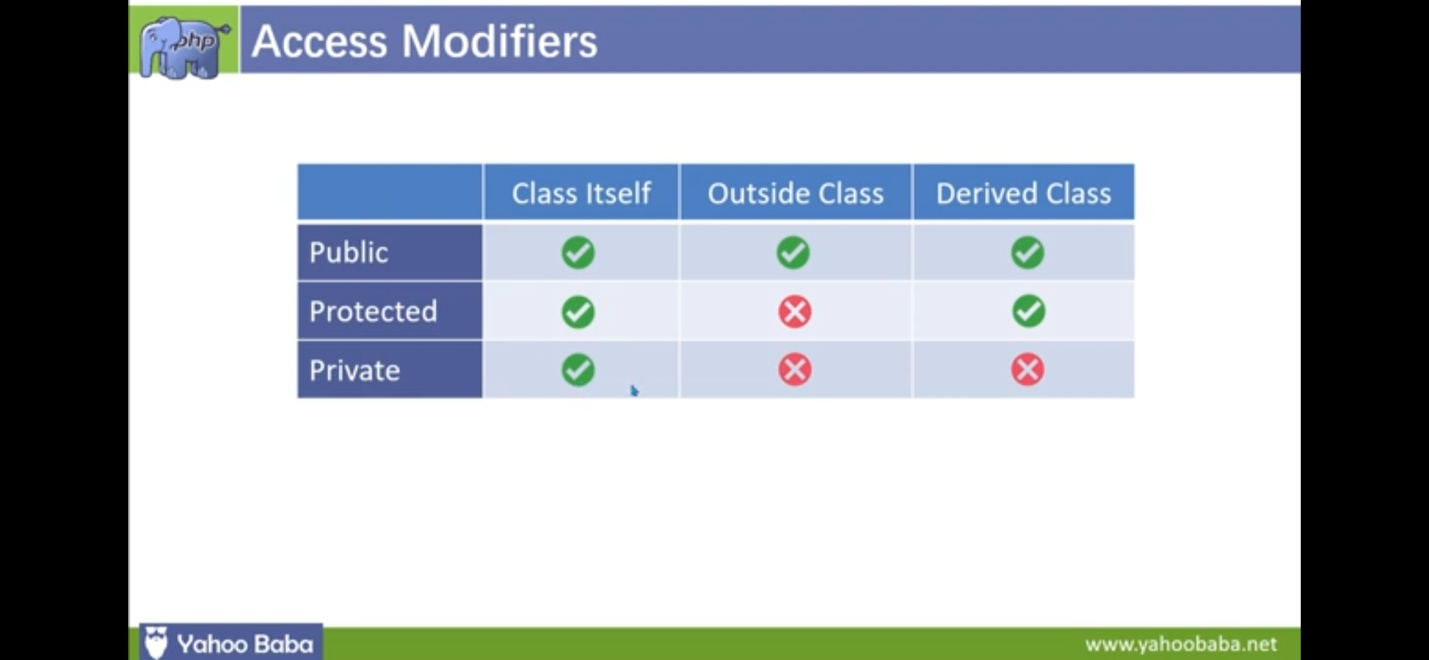 php
Access Modifiers
Class Itself Outside Class Derived Class
Public
Protected
Private
Yahoo Baba
www.yahoobaba.net